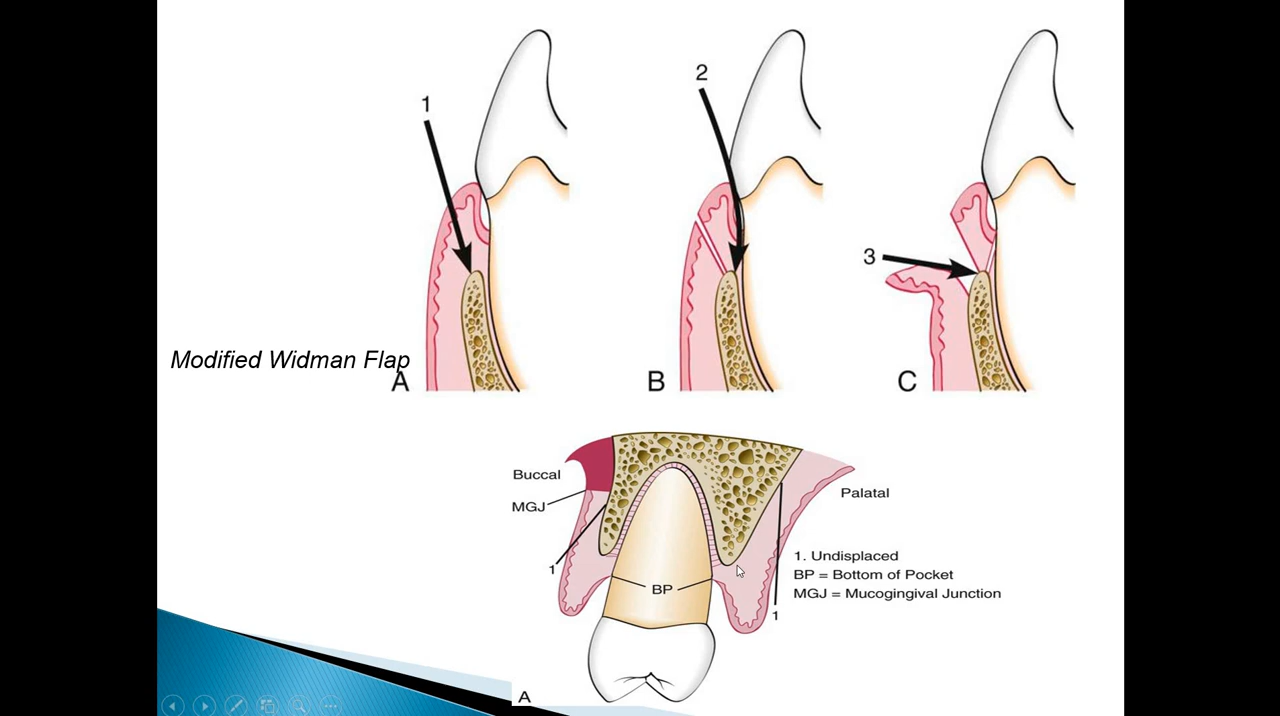 1
2
3
Modified Widman Flap
A
B
C
Buccal
MGJ
Palatal
1
BP
1. Undisplaced
BP = Bottom of Pocket
MGJ = Mucogingival Junction
1
A